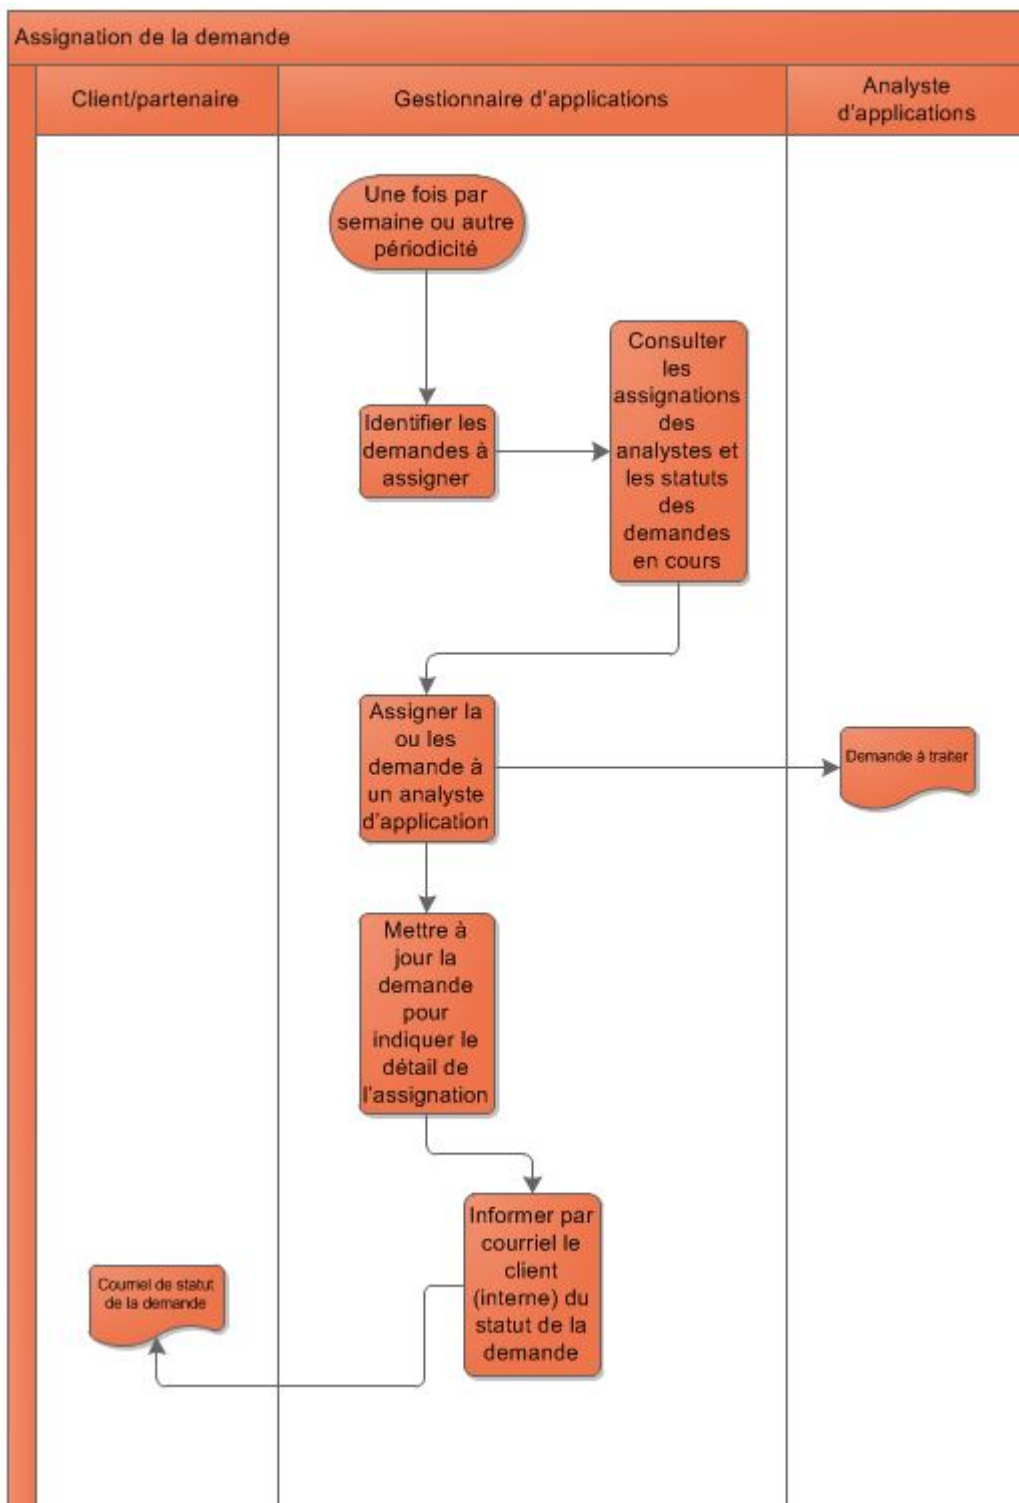 Assignation de la demande
Client/partenaire
Gestionnaire d'applications
Analyste
d'applications
Une fois par
semaine ou autre
périodicité
Identifier les
demandes à
assigner
Consulter
les
assignations
des
analystes et
les statuts
des
demandes
en cours
Assigner la
ou les
demande à
un analyste
d'application
Demande à traiter
Mettre à
jour la
demande
pour
indiquer le
détail de
l'assignation
Informer par
courriel le
client
(interne) du
statut de la
demande
Courriel de statut
de la demande